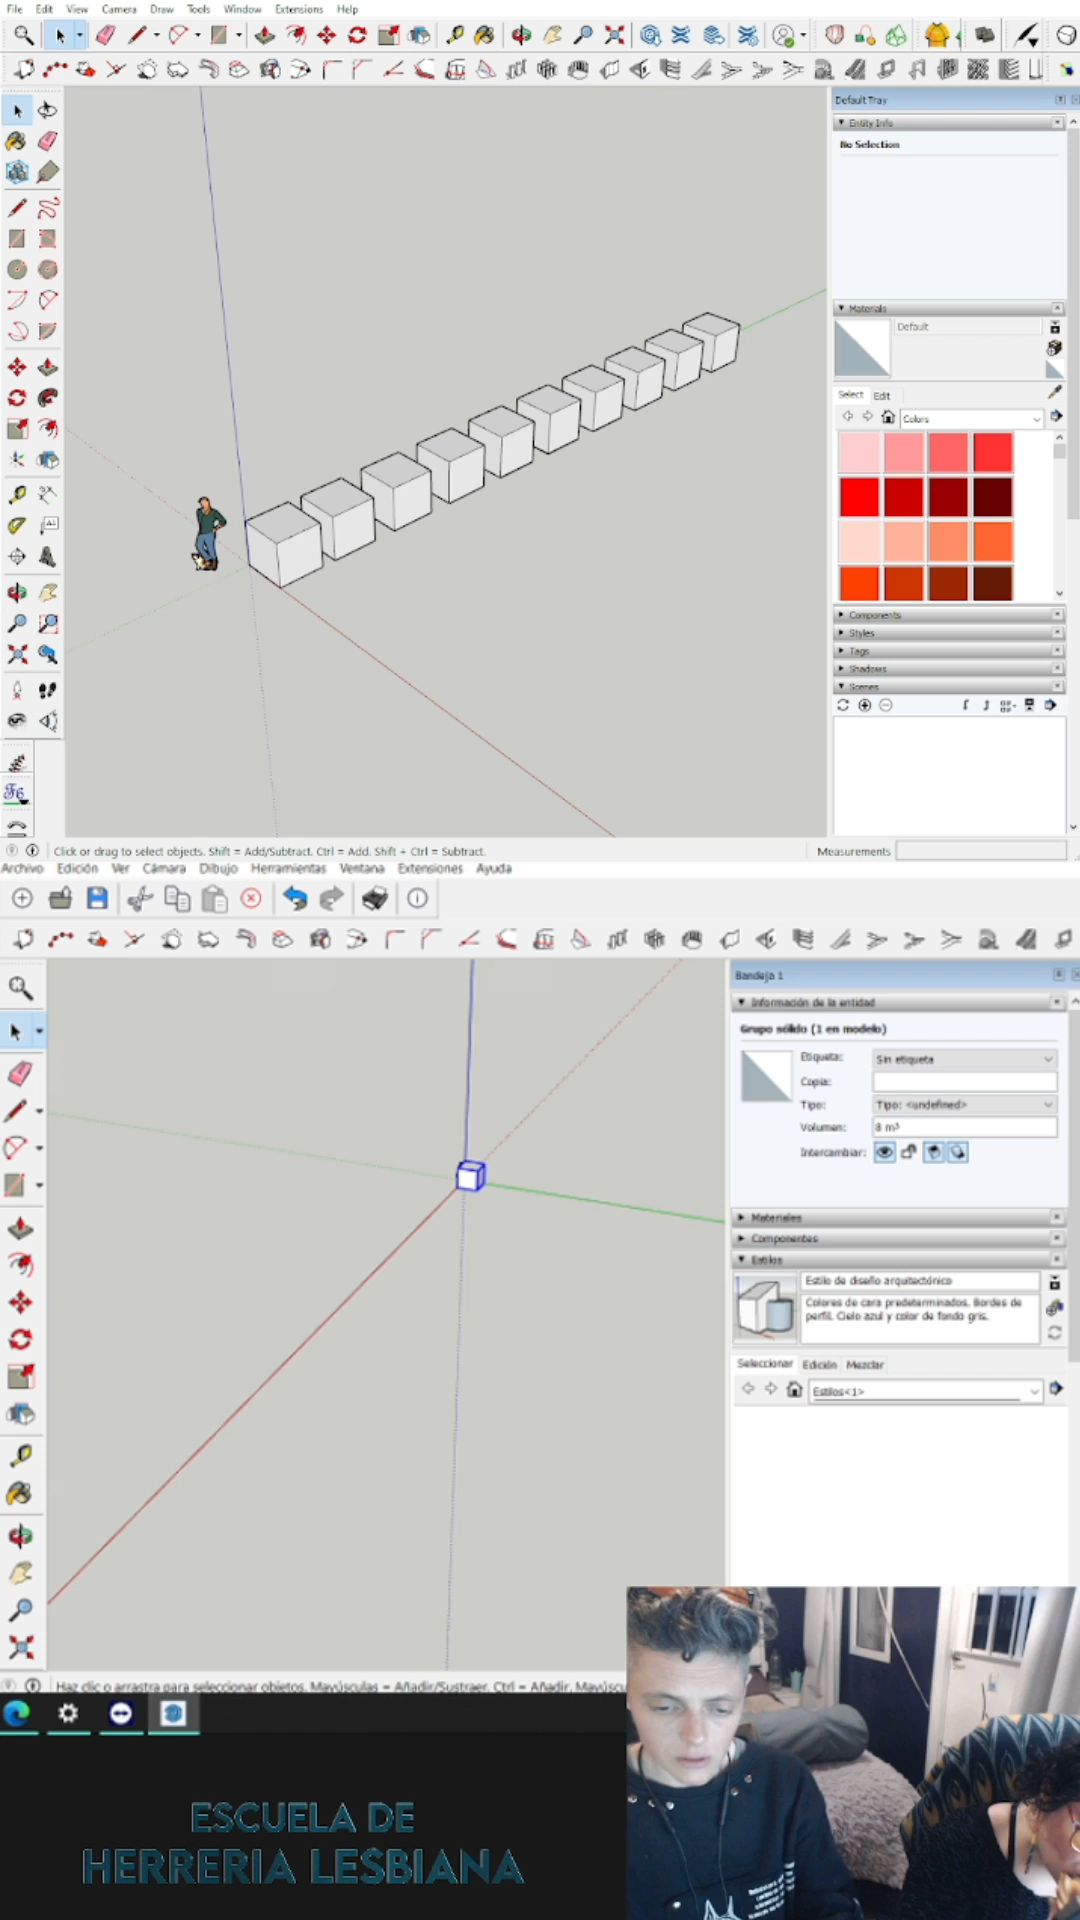 File Edit View Camera Draw Tools Window Extensions Help
Default Tray
Entity Info
No Selection
Materials
Default
Select Edit
Colors
Components
Styles
Tags
Shadows
Scenes
Click or drag to select objects. Shift = Add/Subtract. Ctrl = Add. Shift + Ctrl = Subtract.
Measurements
Archivo Edición Ver Cámara Dibujo Herramientas Ventana Extensiones Ayuda
Bandeja 1
Información de la entidad
Grupo sólido (1 en modelo)
Etiqueta: Sin etiqueta
Copia:
Tipo: Tipo: <undefined>
Volumen: 8 m³
Intercambiar:
Materiales
Componentes
Estilos
Estilo de diseño arquitectónico
Colores de cara predeterminados. Bordes de
perfil. Cielo azul y color de fondo gris.
Seleccionar Edición Mezclar
Estilos<1>
Haz clic o arrastra para seleccionar objetos. Mayúsculas = Añadir/Sustraer. Ctrl = Añadir. Mayúscu
ESCUELA DE
HERRERIA LESBIANA